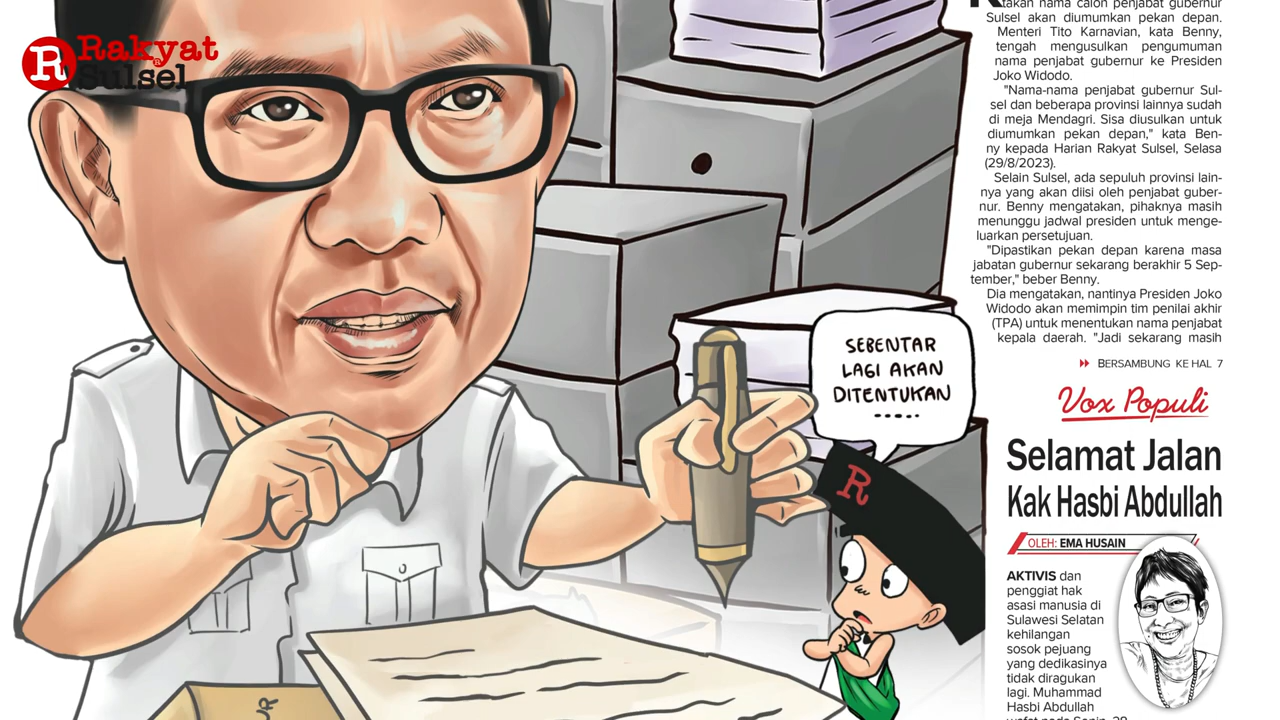 Rakyat
Sulsel
takan nama calon penjabat gubernur
Sulsel akan diumumkan pekan depan.
Menteri Tito Karnavian, kata Benny,
tengah mengusulkan pengumuman
nama penjabat gubernur ke Presiden
Joko Widodo.
"Nama-nama penjabat gubernur Sul-
sel dan beberapa provinsi lainnya sudah
di meja Mendagri. Sisa diusulkan untuk
diumumkan pekan depan," kata Ben-
ny kepada Harian Rakyat Sulsel, Selasa
(29/8/2023).
Selain Sulsel, ada sepuluh provinsi lain-
nya yang akan diisi oleh penjabat guber-
nur. Benny mengatakan, pihaknya masih
menunggu jadwal presiden untuk menge-
luarkan persetujuan.
"Dipastikan pekan depan karena masa
jabatan gubernur sekarang berakhir 5 Sep-
tember," beber Benny.
Dia mengatakan, nantinya Presiden Joko
Widodo akan memimpin tim penilai akhir
(TPA) untuk menentukan nama penjabat
kepala daerah. "Jadi sekarang masih
BERSAMBUNG KE HAL 7
SEBENTAR
LAGI AKAN
DITENTUKAN
.....
R
Vox Populi
Selamat Jalan
Kak Hasbi Abdullah
OLEH: EMA HUSAIN
AKTIVIS dan
penggiat hak
asasi manusia di
Sulawesi Selatan
kehilangan
sosok pejuang
yang dedikasinya
tidak diragukan
lagi. Muhammad
Hasbi Abdullah
wafat pada Senin, 28